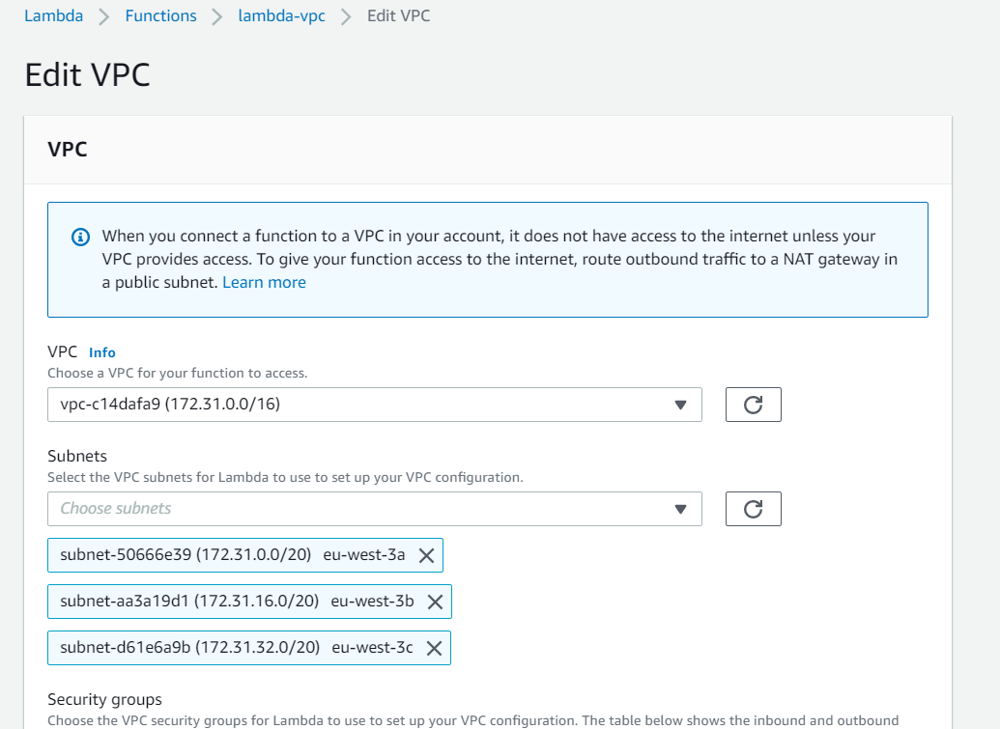 Lambda > Functions > lambda-vpc > Edit VPC
Edit VPC
VPC
When you connect a function to a VPC in your account, it does not have access to the internet unless your
VPC provides access. To give your function access to the internet, route outbound traffic to a NAT gateway in
a public subnet. Learn more
VPC Info
Choose a VPC for your function to access.
vpc-c14dafa9 (172.31.0.0/16)
Subnets
Select the VPC subnets for Lambda to use to set up your VPC configuration.
Choose subnets
subnet-50666e39 (172.31.0.0/20) eu-west-3a
subnet-aa3a19d1 (172.31.16.0/20) eu-west-3b
subnet-d61e6a9b (172.31.32.0/20) eu-west-3c
Security groups
Choose the VPC security groups for Lambda to use to set up your VPC configuration. The table below shows the inbound and outbound